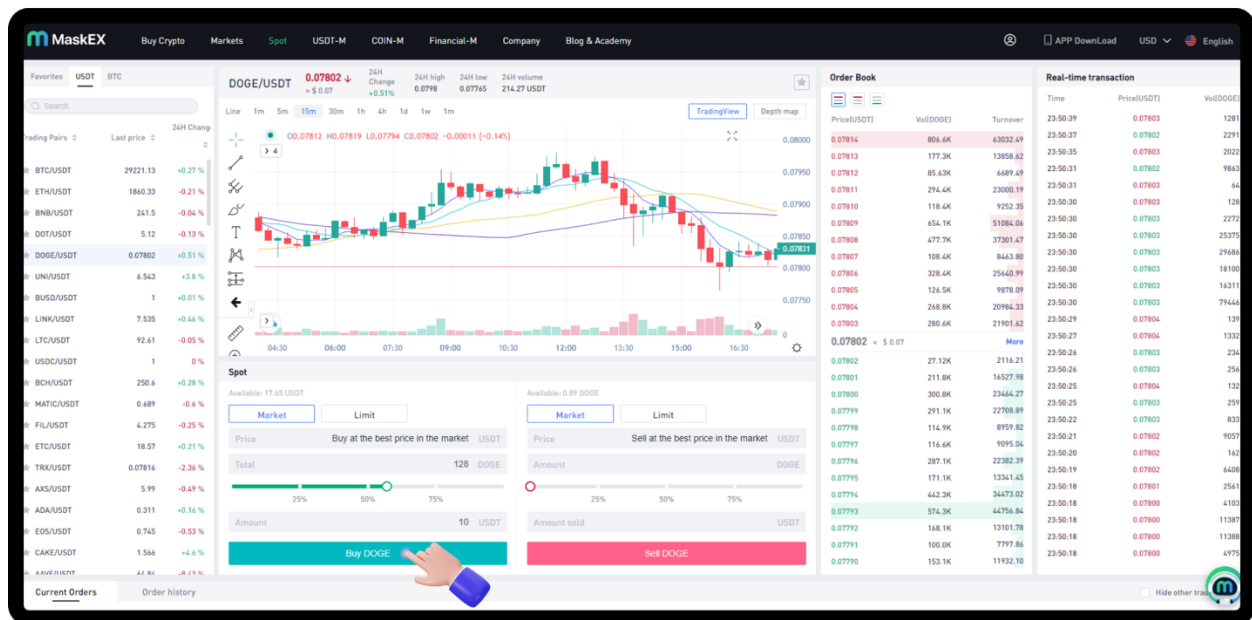 MaskEX Buy Crypto Markets Spot USDT-M COIN-M Financial-M Company Blog & Academy APP DownLoad USD English
Favorites USDT BTC
Search
Trading Pairs Last price 24H Chang
BTC/USDT 29221.13 +0.27 %
ETH/USDT 1860.33 -0.21 %
BNB/USDT 241.5 -0.04 %
DOT/USDT 5.12 -0.13 %
DOGE/USDT 0.07802 +0.51 %
UNI/USDT 6.543 +3.8 %
BUSD/USDT 1 +0.01 %
LINK/USDT 7.535 +0.46 %
LTC/USDT 92.61 -0.05 %
USDC/USDT 1 0 %
BCH/USDT 250.6 +0.28 %
MATIC/USDT 0.689 -0.6 %
FIL/USDT 4.275 -0.25 %
ETC/USDT 18.57 +0.21 %
TRX/USDT 0.07816 -2.36 %
AXS/USDT 5.99 -0.49 %
ADA/USDT 0.311 +0.16 %
EOS/USDT 0.745 -0.53 %
CAKE/USDT 1.566 +4.6 %
DOGE/USDT 0.07802 ↓ ≈ $ 0.07
24H Change +0.51%
24H high 0.0798
24H low 0.07765
24H volume 214.27 USDT
Line 1m 5m 15m 30m 1h 4h 1d 1w 1m TradingView Depth map
O0.07812 H0.07819 L0.07794 C0.07802 -0.00011 (-0.14%)
4
0.08000
0.07950
0.07900
0.07850
0.07831
0.07800
0.07750
0
04:30 06:00 07:30 09:00 10:30 12:00 13:30 15:00 16:30
Spot
Available: 17.65 USDT
Market Limit
Price Buy at the best price in the market USDT
Total 128 DOGE
25% 50% 75%
Amount 10 USDT
Buy DOGE
Available: 0.89 DOGE
Market Limit
Price Sell at the best price in the market USDT
Amount DOGE
25% 50% 75%
Amount sold USDT
Sell DOGE
Order Book
Price(USDT) Vol(DOGE) Turnover
0.07814 806.6K 63032.49
0.07813 177.3K 13858.62
0.07812 85.63K 6689.49
0.07811 294.4K 23000.19
0.07810 118.4K 9252.35
0.07809 654.1K 51084.06
0.07808 477.7K 37301.47
0.07807 108.4K 8463.80
0.07806 328.4K 25640.99
0.07805 126.5K 9878.09
0.07804 268.8K 20984.33
0.07803 280.6K 21901.62
0.07802 ≈ $ 0.07 More
0.07802 27.12K 2116.21
0.07801 211.8K 16527.98
0.07800 300.8K 23464.27
0.07799 291.1K 22708.89
0.07798 114.9K 8959.82
0.07797 116.6K 9095.04
0.07796 287.1K 22382.39
0.07795 171.1K 13341.45
0.07794 442.3K 34473.02
0.07793 574.3K 44756.84
0.07792 168.1K 13101.78
0.07791 100.0K 7797.86
0.07790 153.1K 11932.10
Real-time transaction
Time Price(USDT) Vol(DOGE)
23:50:39 0.07803 1281
23:50:37 0.07802 2291
23:50:35 0.07803 2022
23:50:31 0.07802 9863
23:50:31 0.07803 64
23:50:30 0.07803 128
23:50:30 0.07803 2272
23:50:30 0.07803 25375
23:50:30 0.07803 29686
23:50:30 0.07803 18100
23:50:30 0.07803 16311
23:50:30 0.07803 79446
23:50:29 0.07804 139
23:50:27 0.07804 1332
23:50:26 0.07803 234
23:50:26 0.07803 256
23:50:25 0.07804 132
23:50:25 0.07803 259
23:50:22 0.07803 833
23:50:21 0.07802 9057
23:50:20 0.07802 162
23:50:19 0.07802 6408
23:50:18 0.07801 2561
23:50:18 0.07800 4103
23:50:18 0.07800 11387
23:50:18 0.07800 11388
23:50:18 0.07800 4975
Current Orders Order history Hide other